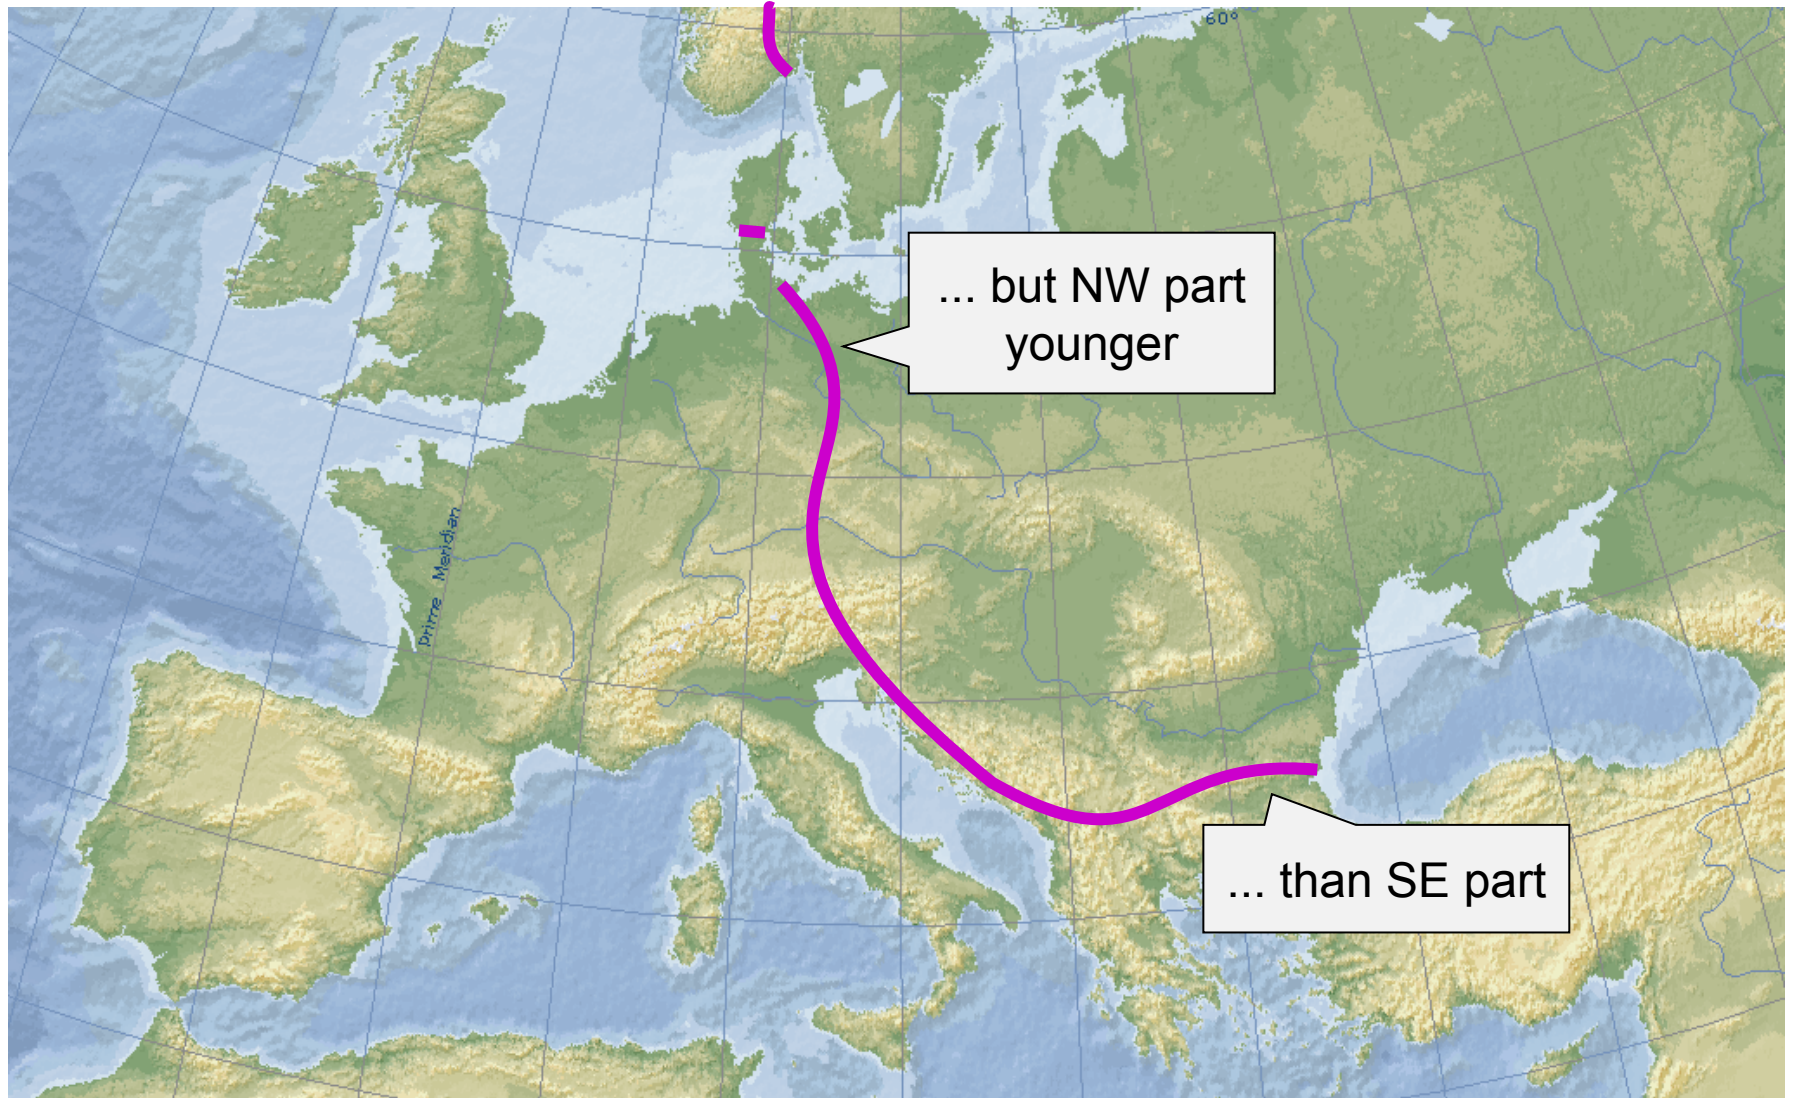 60°
... but NW part
younger
Prime Meridian
... than SE part